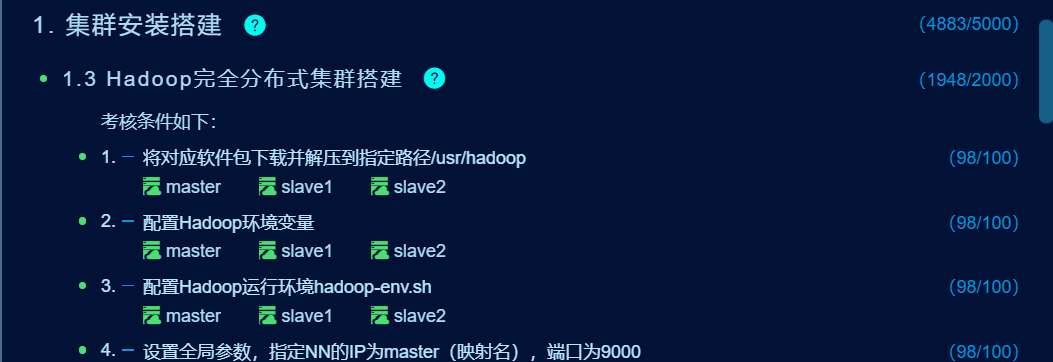 1. 集群安装搭建 ? (4883/5000)
1.3 Hadoop完全分布式集群搭建 ? (1948/2000)
考核条件如下：
1. 将对应软件包下载并解压到指定路径/usr/hadoop (98/100)
master slave1 slave2
2. 配置Hadoop环境变量 (98/100)
master slave1 slave2
3. 配置Hadoop运行环境hadoop-env.sh (98/100)
master slave1 slave2
4. 设置全局参数，指定NN的IP为master（映射名），端口为9000 (98/100)